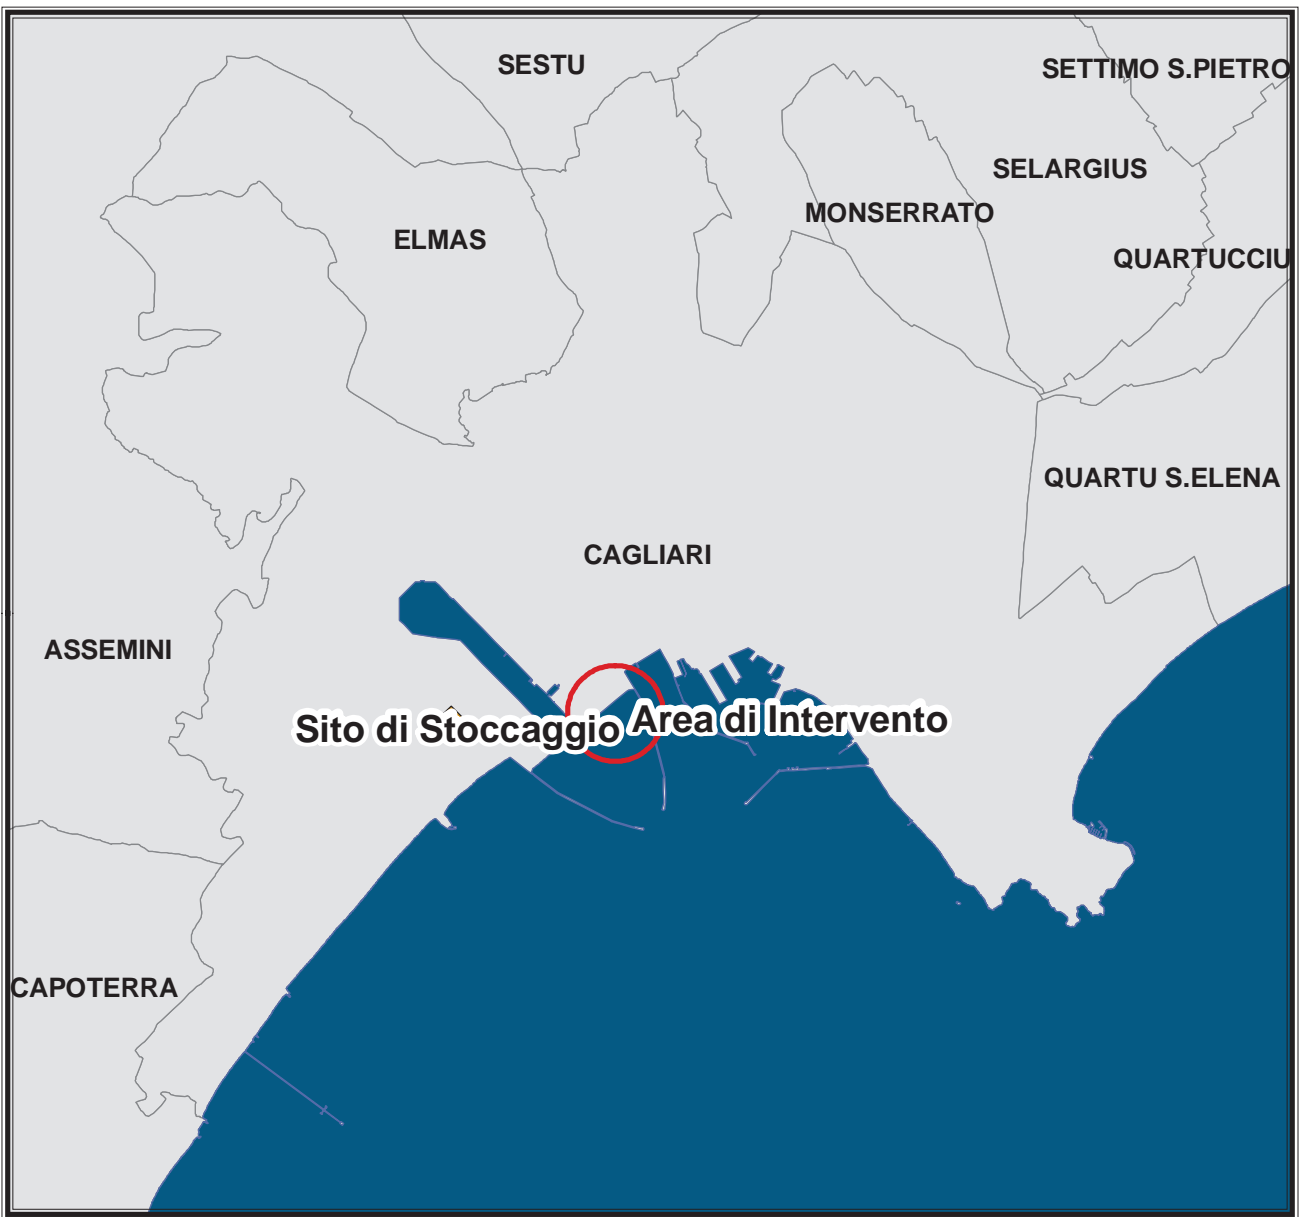 SESTU
SETTIMO S.PIETRO
SELARGIUS
MONSERRATO
ELMAS
QUARTUCCIU
QUARTU S.ELENA
CAGLIARI
ASSEMINI
Sito di Stoccaggio
Area di Intervento
CAPOTERRA